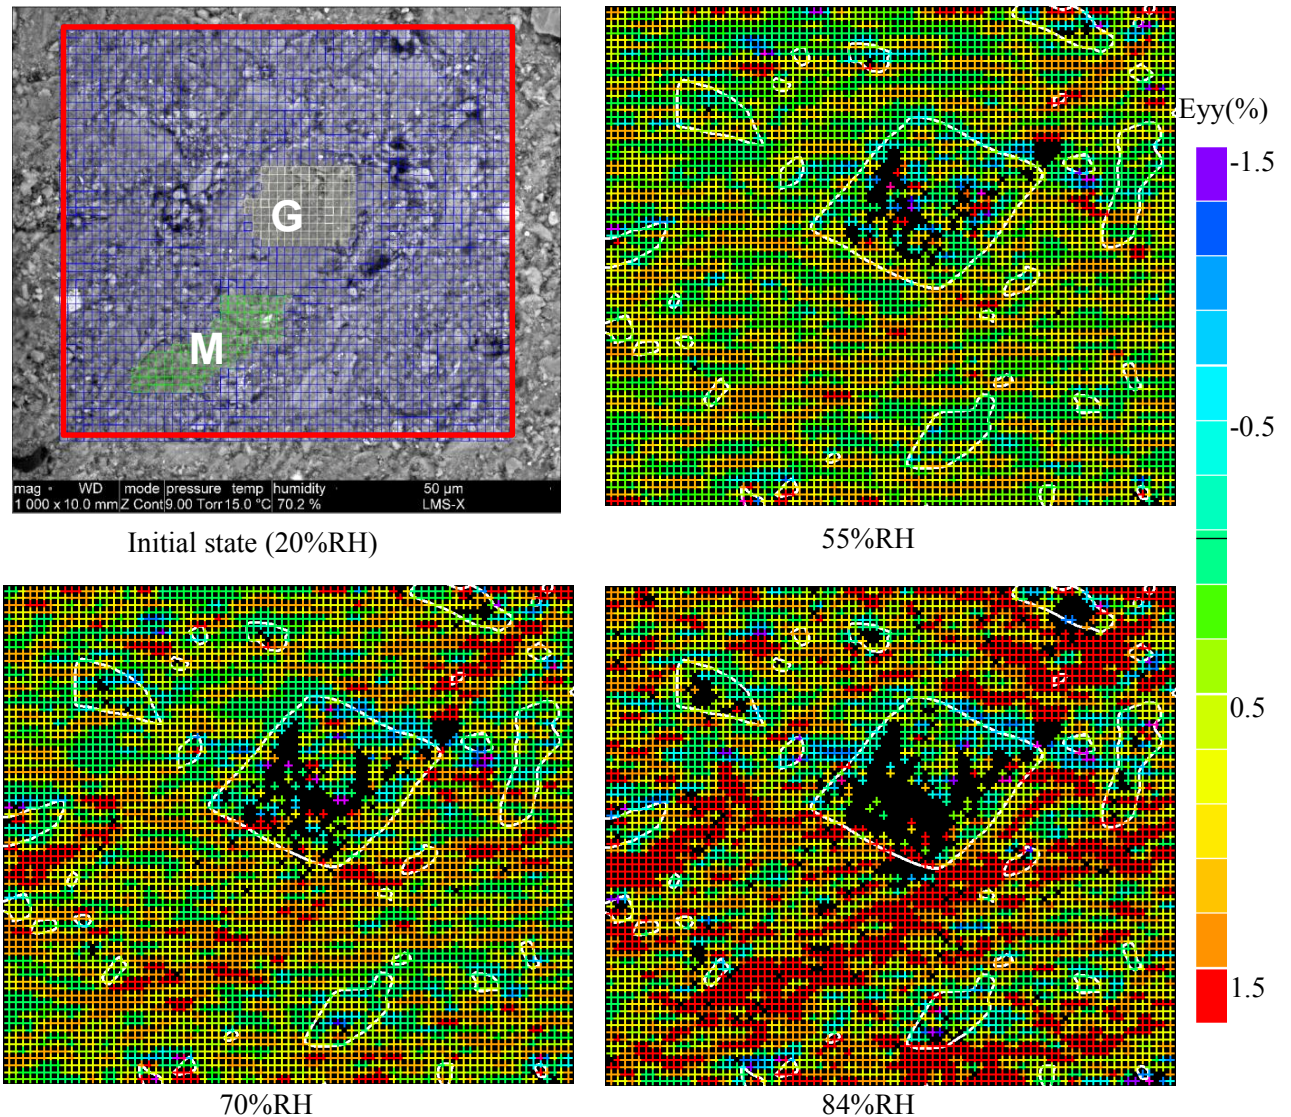 G
M
mag WD mode pressure temp humidity 50 µm
1 000 x 10.0 mm Z Cont 9.00 Torr 15.0 °C 70.2 % LMS-X
Initial state (20%RH)
55%RH
Eyy(%)
-1.5
-0.5
0.5
1.5
70%RH
84%RH